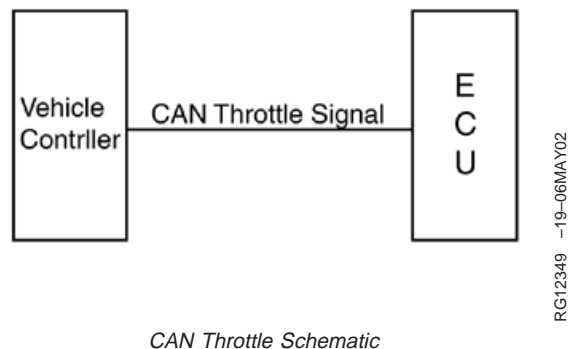 Vehicle
Contrller
CAN Throttle Signal
E
C
U
RG12349 –19–06MAY02
CAN Throttle Schematic